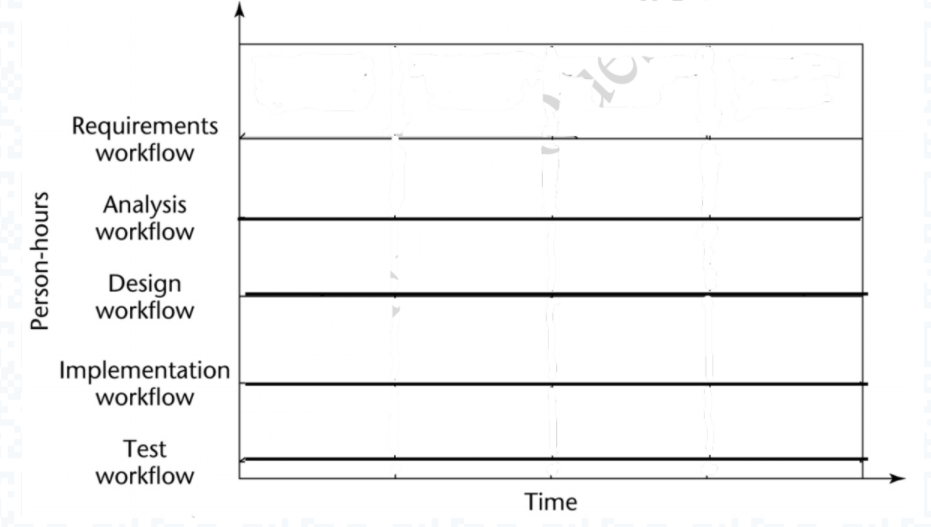 Requirements
workflow
Analysis
workflow
Person-hours
Design
workflow
Implementation
workflow
Test
workflow
Time